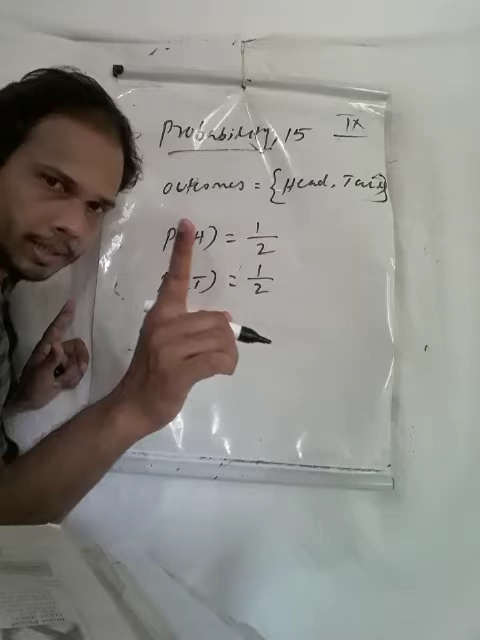 Probability, 15 IX
outcomes = {Head, Tail}
P(H) = 1/2
(T) = 1/2